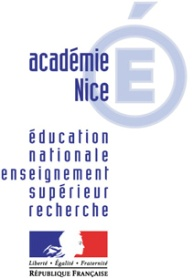 académie
Nice
É
éducation
nationale
enseignement
supérieur
recherche
Liberté • Égalité • Fraternité
RÉPUBLIQUE FRANÇAISE